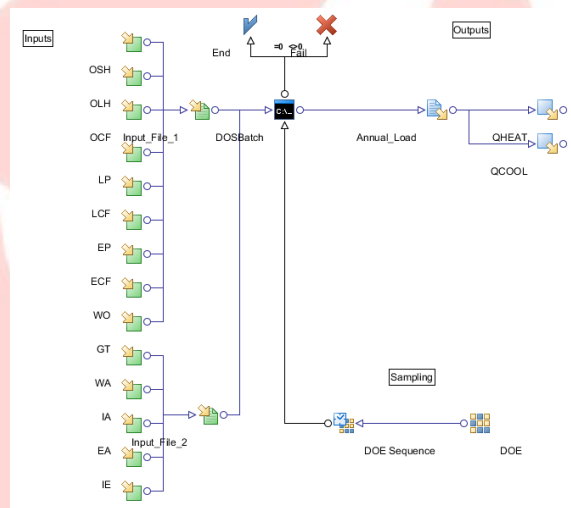 Inputs
Outputs
=0 <>0
End
Fail
OSH
OLH
OCF
Input_File_1
DOSBatch
C:\...
Annual_Load
QHEAT
QCOOL
LP
LCF
EP
ECF
WO
GT
WA
Sampling
IA
Input_File_2
EA
DOE Sequence
DOE
IE